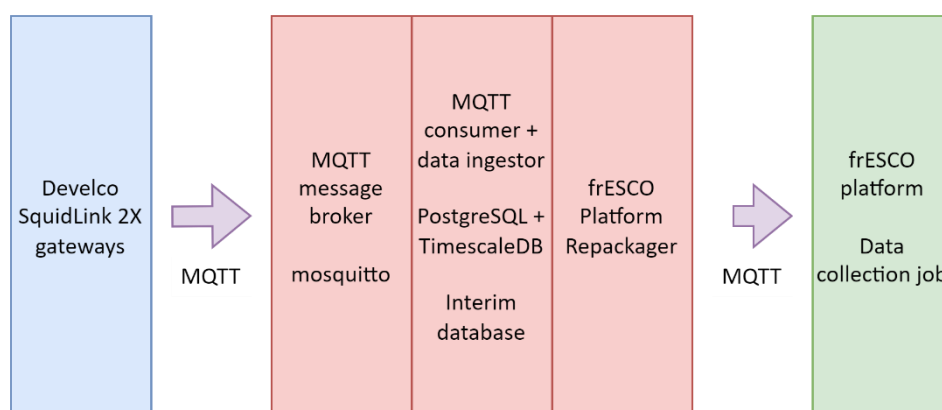 Develco
SquidLink 2X
gateways
MQTT
MQTT
message
broker
mosquitto
MQTT
consumer +
data ingestor
PostgreSQL +
TimescaleDB
Interim
database
frESCO
Platform
Repackager
MQTT
frESCO
platform
Data
collection job